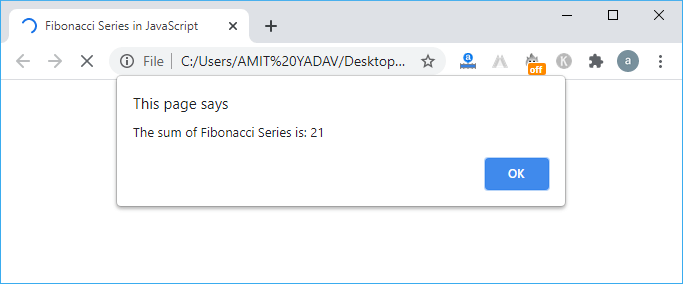 Fibonacci Series in JavaScript
File C:/Users/AMIT%20YADAV/Desktop... a off K a
This page says
The sum of Fibonacci Series is: 21
OK